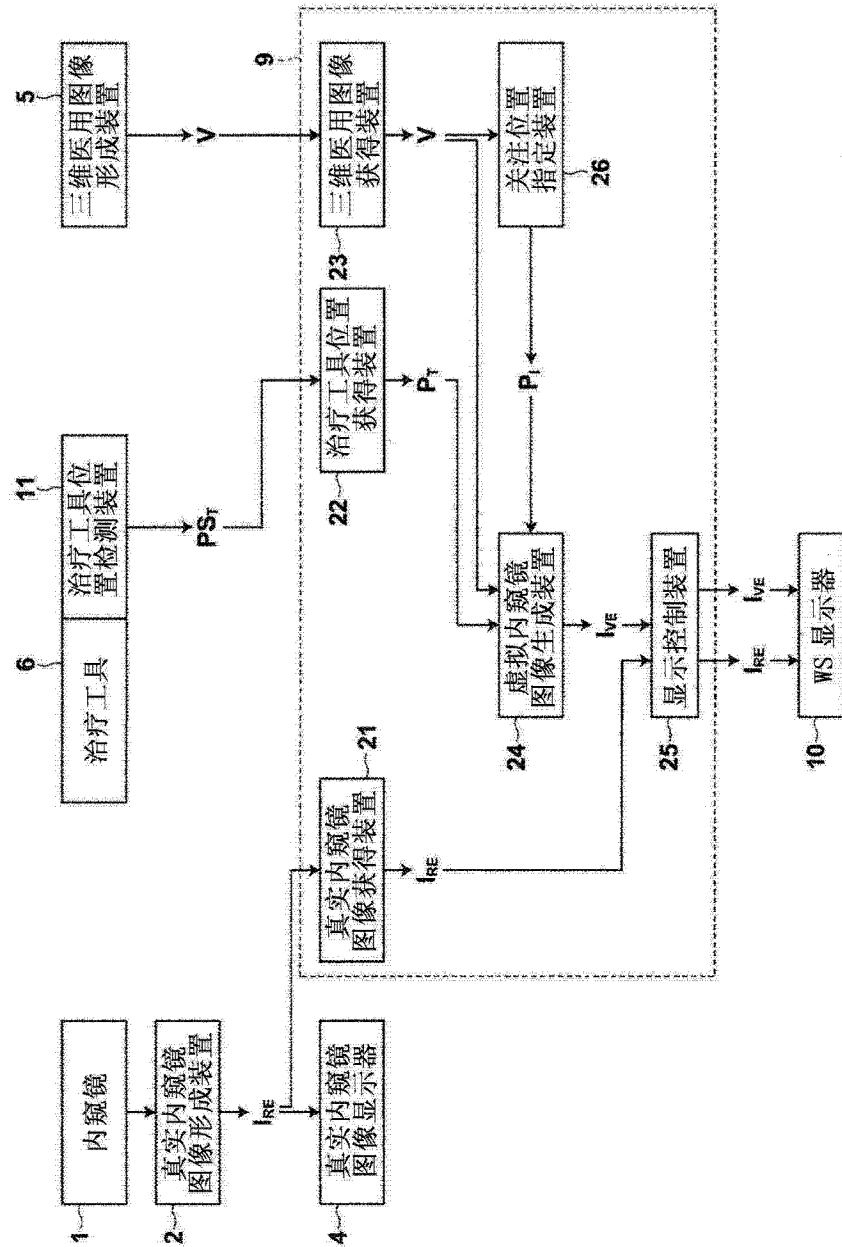 1
内窥镜
2
真实内窥镜
图像形成装置
I_RE
4
真实内窥镜
图像显示器
6
治疗工具
11
治疗工具位
置检测装置
PS_T
5
三维医用图像
形成装置
V
9
21
真实内窥镜
图像获得装置
I_RE
22
治疗工具位置
获得装置
P_T
23
三维医用图像
获得装置
V
24
虚拟内窥镜
图像生成装置
I_VE
P_I
关注位置
指定装置
26
25
显示控制装置
I_RE
I_VE
10
WS 显示器